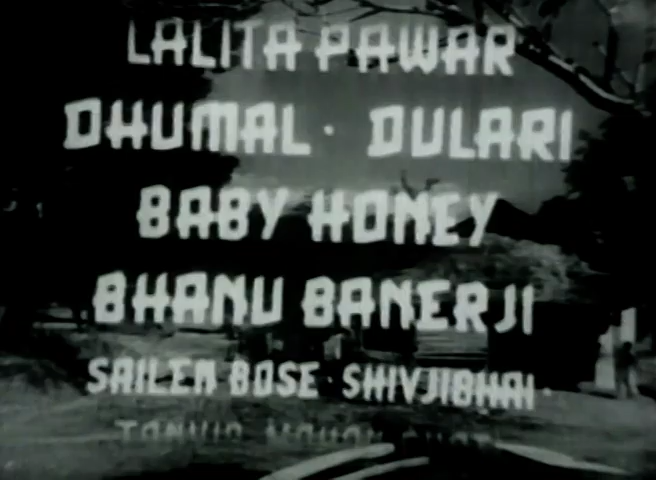 LALITA PAWAR
DHUMAL · DULARI
BABY HONEY
BHANU BANERJI
SAILEN BOSE · SHIVJIBHAI ·